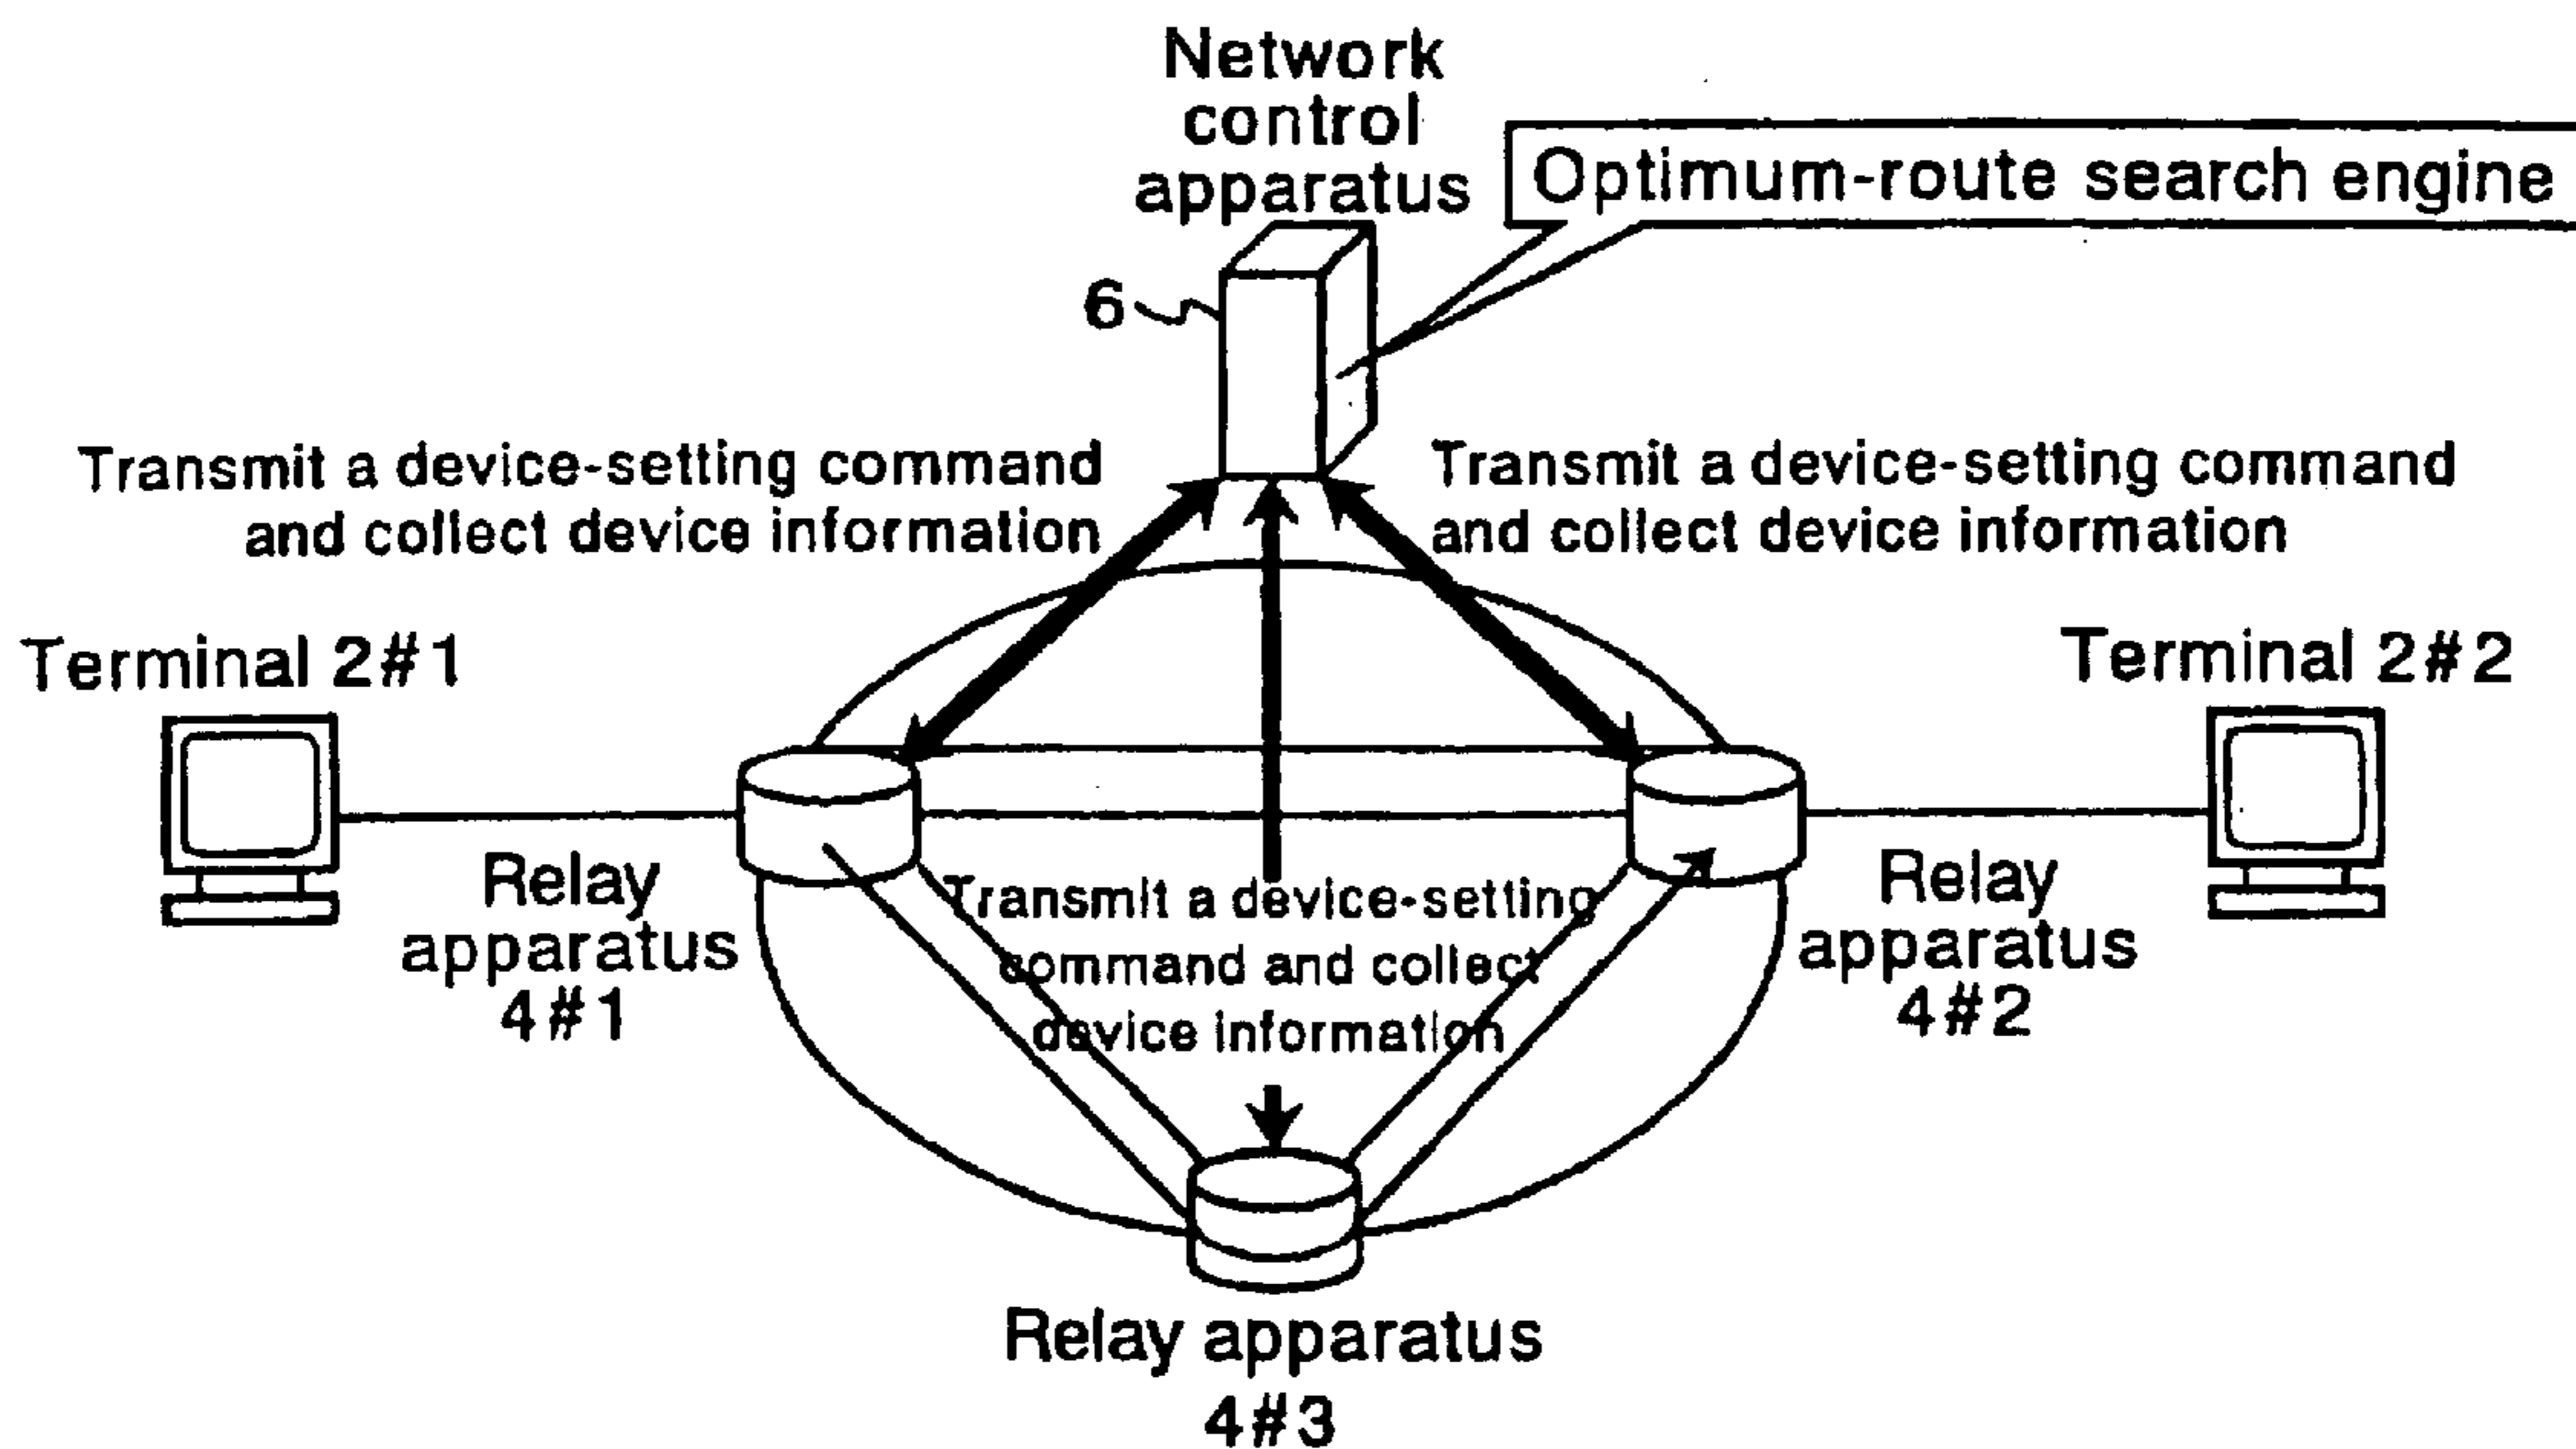 Network
control
apparatus
Optimum-route search engine
6
Transmit a device-setting command
and collect device information
Transmit a device-setting command
and collect device information
Terminal 2#1
Terminal 2#2
Relay
apparatus
4#1
Transmit a device-setting
command and collect
device information
Relay
apparatus
4#2
Relay apparatus
4#3